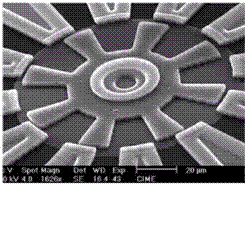 V Spot Magn Det WD Exp 20 µm
0 kV 4.0 1626x SE 16.4 43 CIME